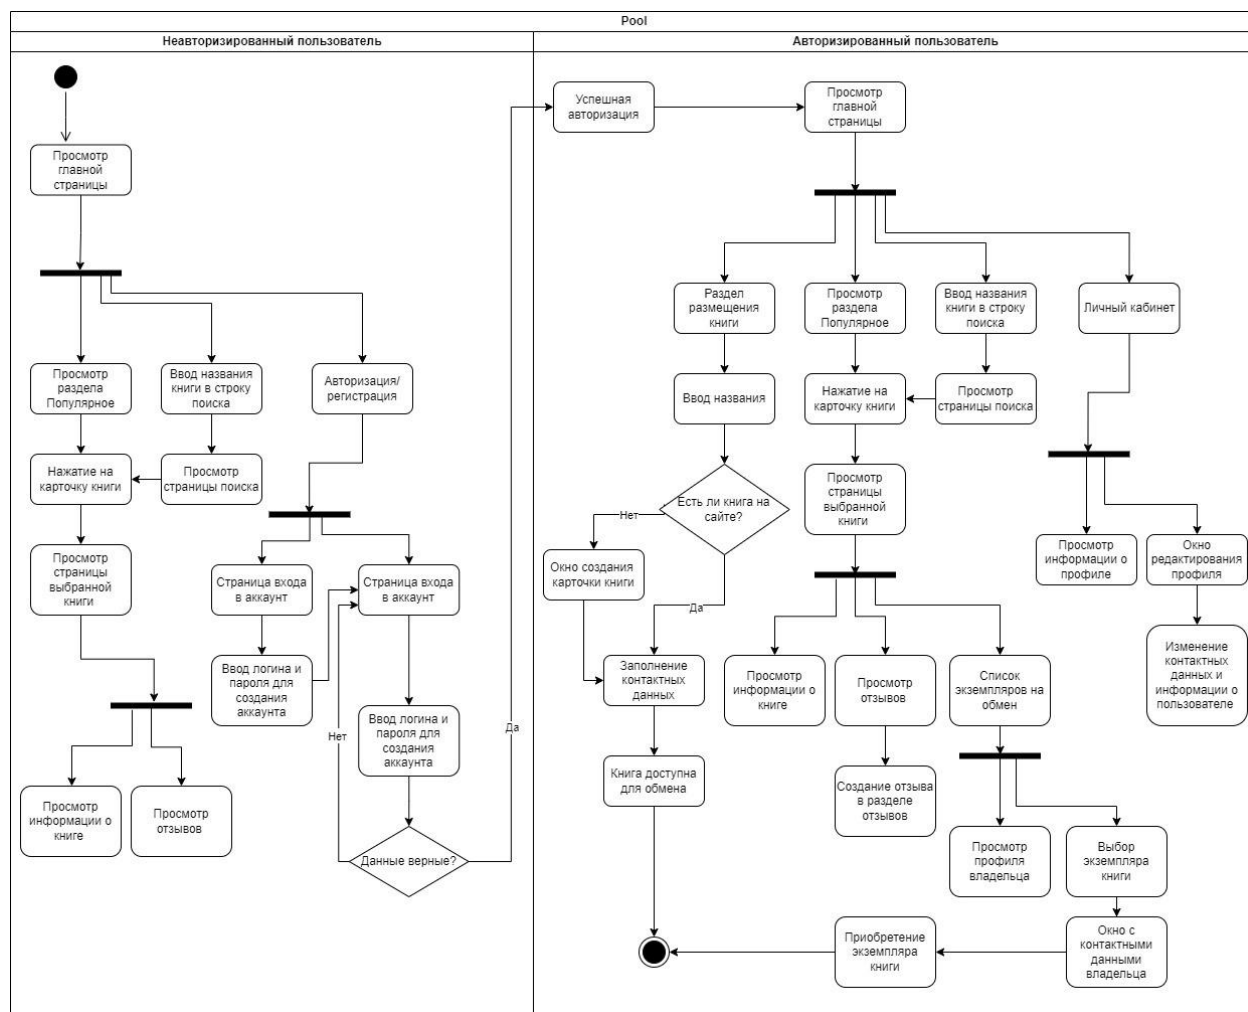 Pool
Неавторизированный пользователь
Авторизированный пользователь
Просмотр
главной
страницы
Просмотр
раздела
Популярное
Ввод названия
книги в строку
поиска
Авторизация/
регистрация
Нажатие на
карточку книги
Просмотр
страницы поиска
Просмотр
страницы
выбранной
книги
Страница входа
в аккаунт
Страница входа
в аккаунт
Ввод логина и
пароля для
создания
аккаунта
Ввод логина и
пароля для
создания
аккаунта
Нет
Да
Просмотр
информации о
книге
Просмотр
отзывов
Данные верные?
Успешная
авторизация
Просмотр
главной
страницы
Раздел
размещения
книги
Просмотр
раздела
Популярное
Ввод названия
книги в строку
поиска
Личный кабинет
Ввод названия
Нажатие на
карточку книги
Просмотр
страницы поиска
Есть ли книга на
сайте?
Нет
Просмотр
страницы
выбранной
книги
Окно создания
карточки книги
Просмотр
информации о
профиле
Окно
редактирования
профиля
Да
Заполнение
контактных
данных
Просмотр
информации о
книге
Просмотр
отзывов
Список
экземпляров на
обмен
Изменение
контактных
данных и
информации о
пользователе
Книга доступна
для обмена
Создание отзыва
в разделе
отзывов
Просмотр
профиля
владельца
Выбор
экземпляра
книги
Приобретение
экземпляра
книги
Окно с
контактными
данными
владельца